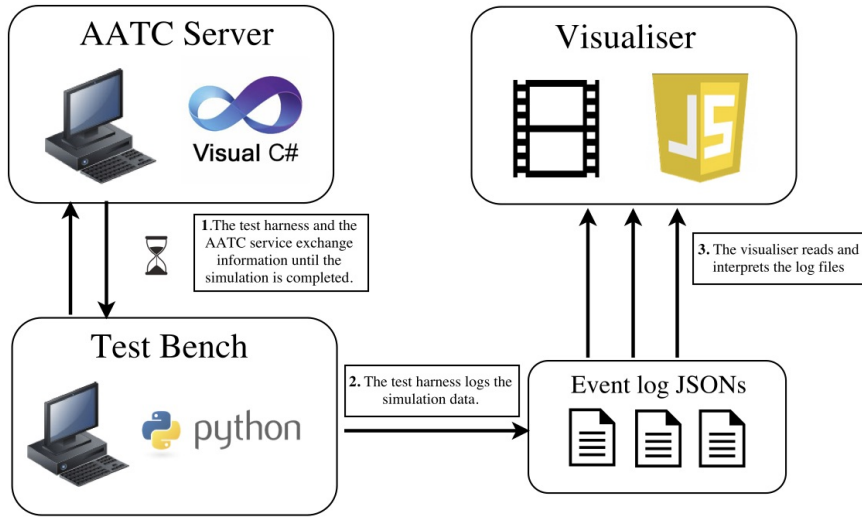 AATC Server
Visual C#
Visualiser
JS
1.The test harness and the
AATC service exchange
information until the
simulation is completed.
3. The visualiser reads and
interprets the log files
Test Bench
python
2. The test harness logs the
simulation data.
Event log JSONs